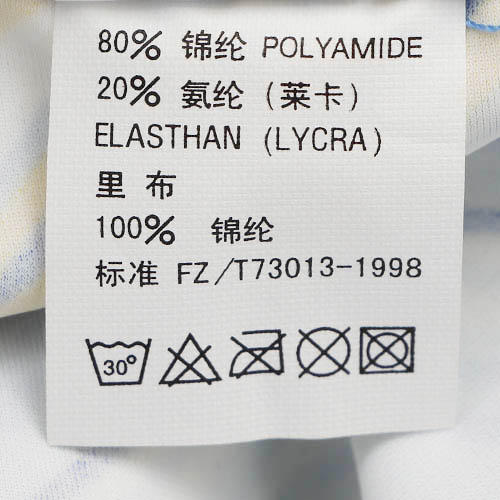 80% 锦纶 POLYAMIDE
20% 氨纶 (莱卡)
ELASTHAN (LYCRA)
里 布
100% 锦纶
标准 FZ/T73013-1998
30°